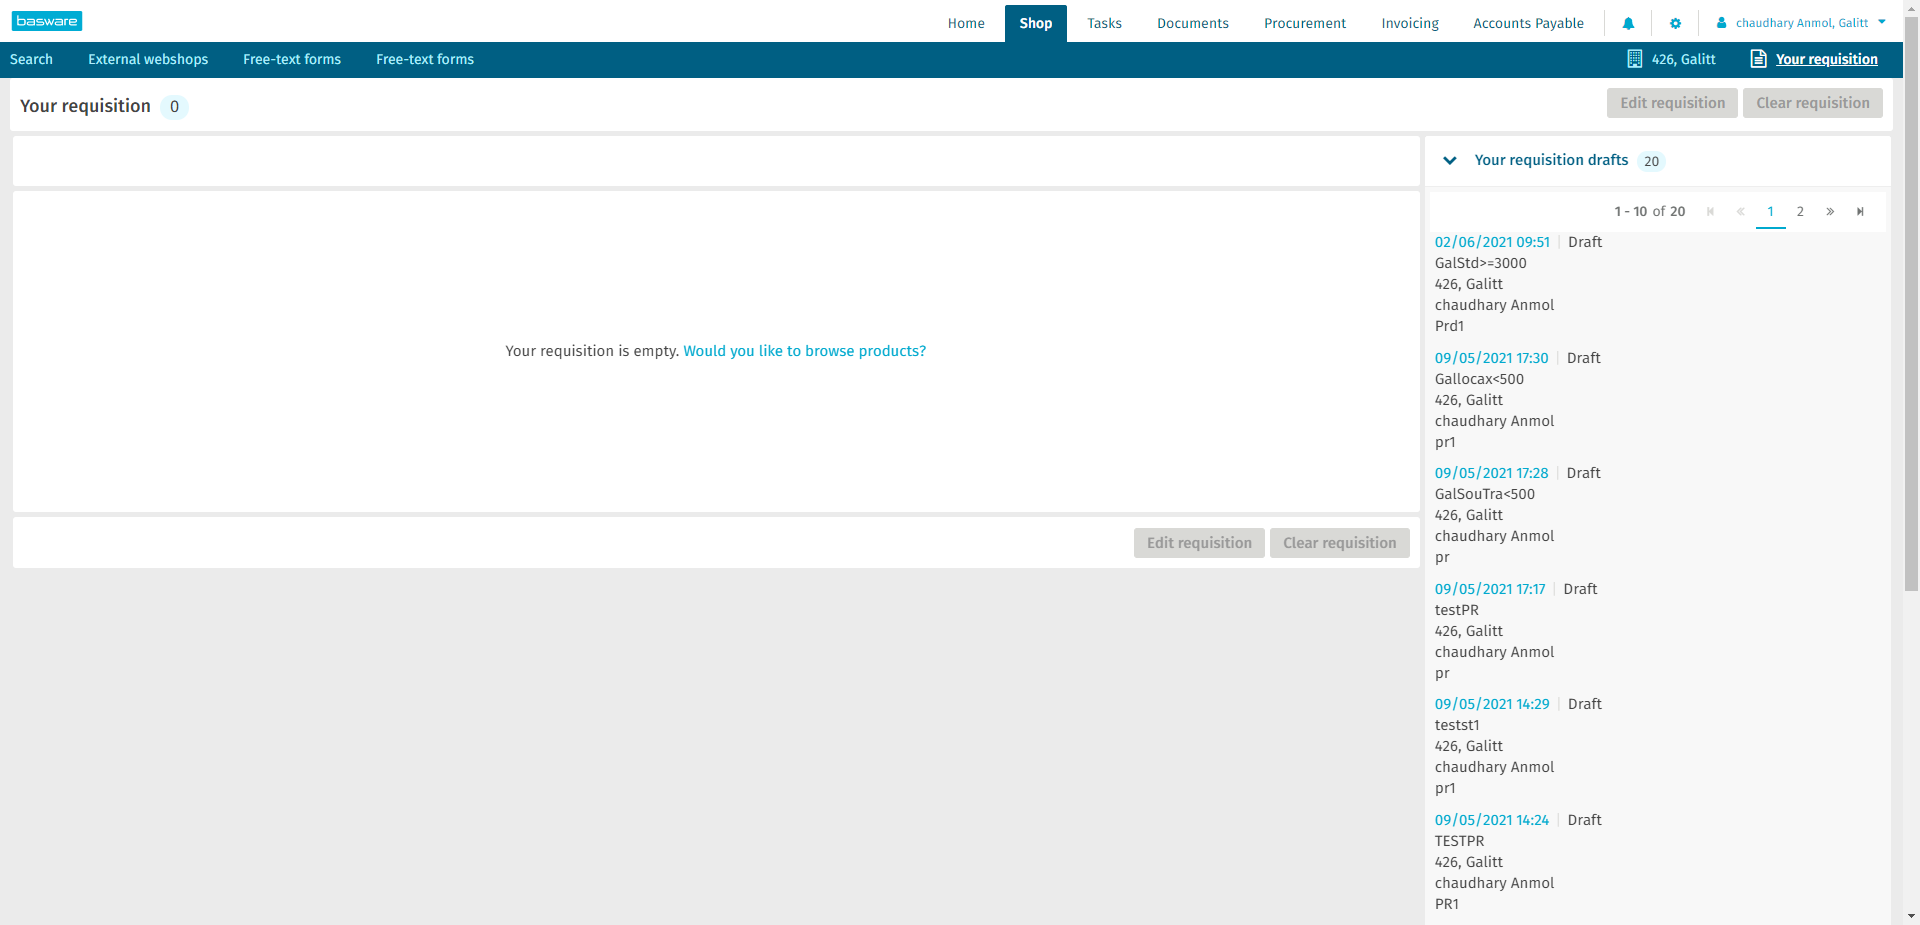 basware
Home Shop Tasks Documents Procurement Invoicing Accounts Payable chaudhary Anmol, Galitt
Search External webshops Free-text forms Free-text forms 426, Galitt Your requisition
Your requisition 0 Edit requisition Clear requisition
Your requisition drafts 20
1 - 10 of 20 1 2
Your requisition is empty. Would you like to browse products?
Edit requisition Clear requisition
02/06/2021 09:51 Draft
GalStd>=3000
426, Galitt
chaudhary Anmol
Prd1
09/05/2021 17:30 Draft
Gallocax<500
426, Galitt
chaudhary Anmol
pr1
09/05/2021 17:28 Draft
GalSouTra<500
426, Galitt
chaudhary Anmol
pr
09/05/2021 17:17 Draft
testPR
426, Galitt
chaudhary Anmol
pr
09/05/2021 14:29 Draft
testst1
426, Galitt
chaudhary Anmol
pr1
09/05/2021 14:24 Draft
TESTPR
426, Galitt
chaudhary Anmol
PR1